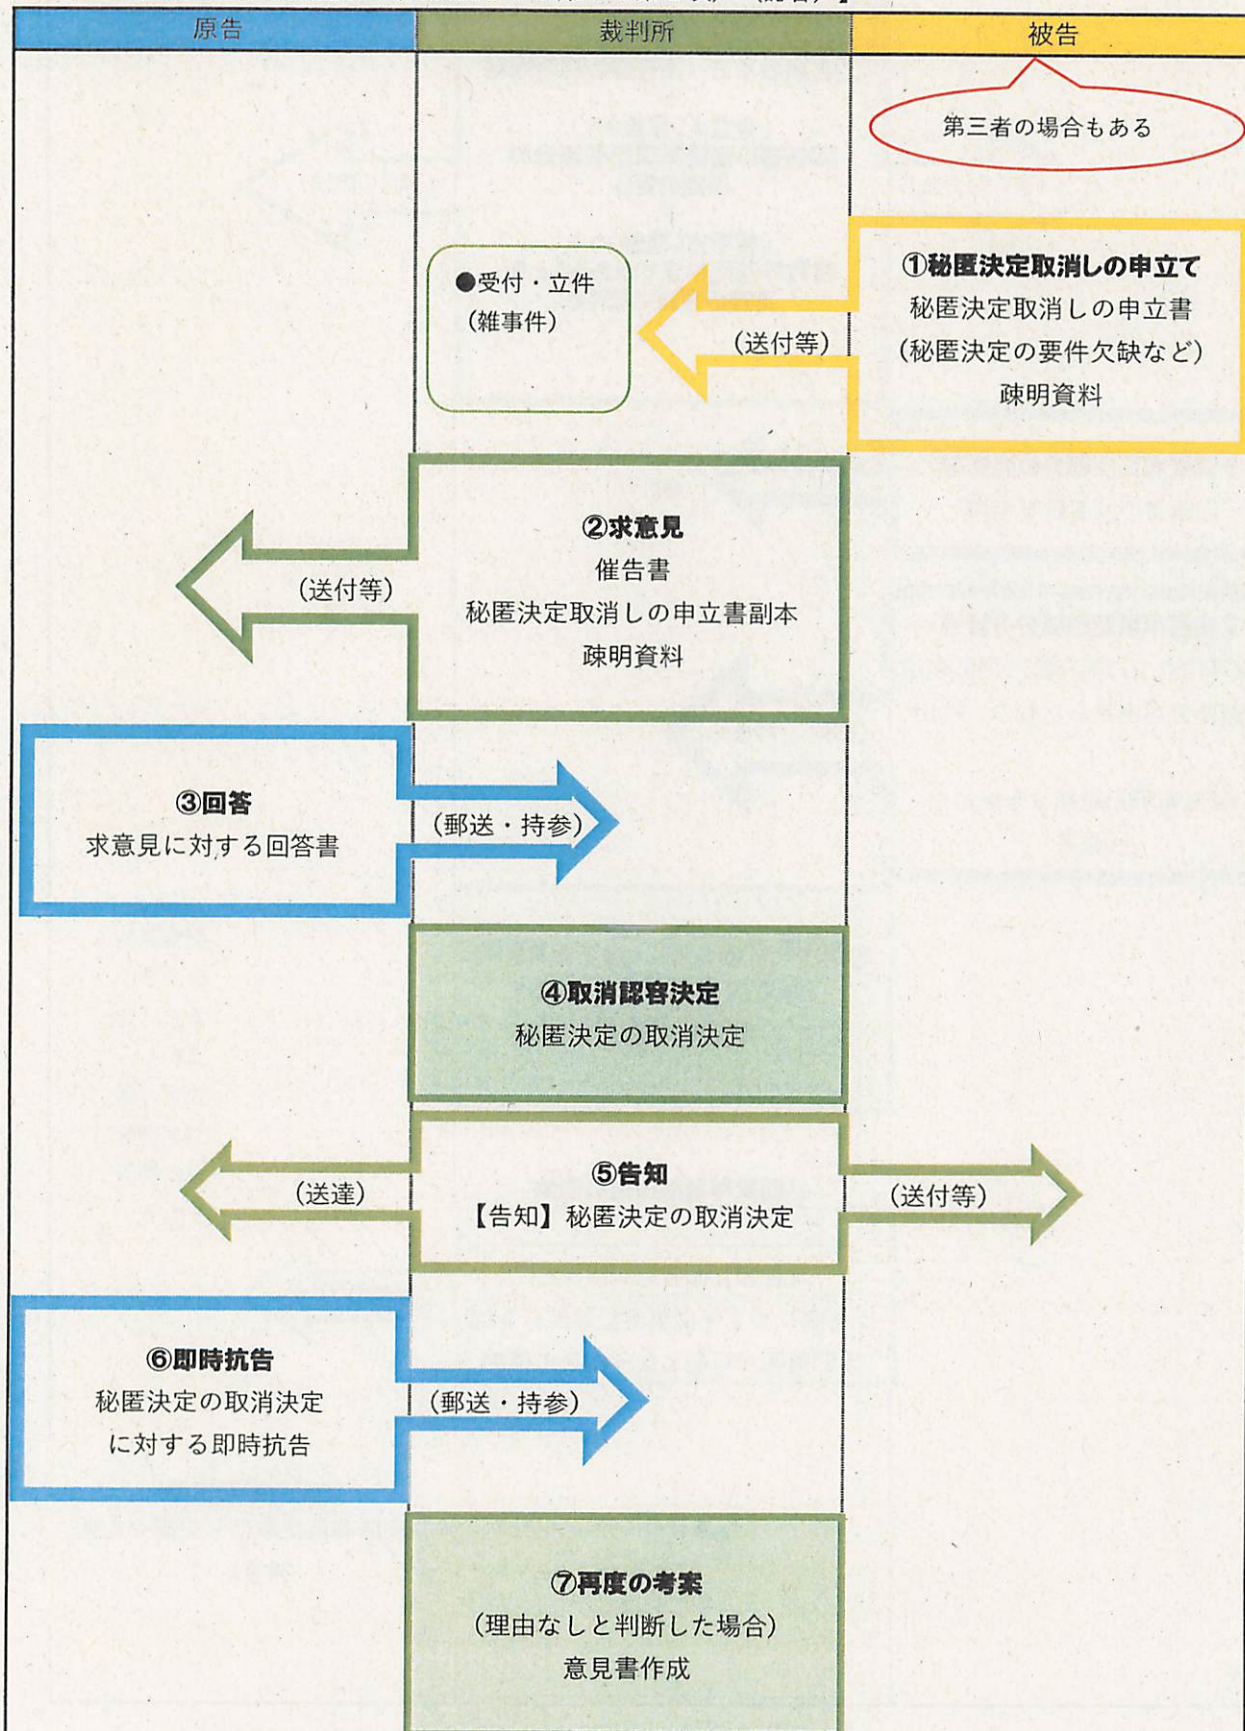 原告
裁判所
被告
第三者の場合もある
①秘匿決定取消しの申立て
秘匿決定取消しの申立書
(秘匿決定の要件欠缺など)
疎明資料
(送付等)
●受付・立件
(雑事件)
②求意見
催告書
秘匿決定取消しの申立書副本
疎明資料
(送付等)
③回答
求意見に対する回答書
(郵送・持参)
④取消認容決定
秘匿決定の取消決定
⑤告知
【告知】秘匿決定の取消決定
(送達)
(送付等)
⑥即時抗告
秘匿決定の取消決定
に対する即時抗告
(郵送・持参)
⑦再度の考案
(理由なしと判断した場合)
意見書作成